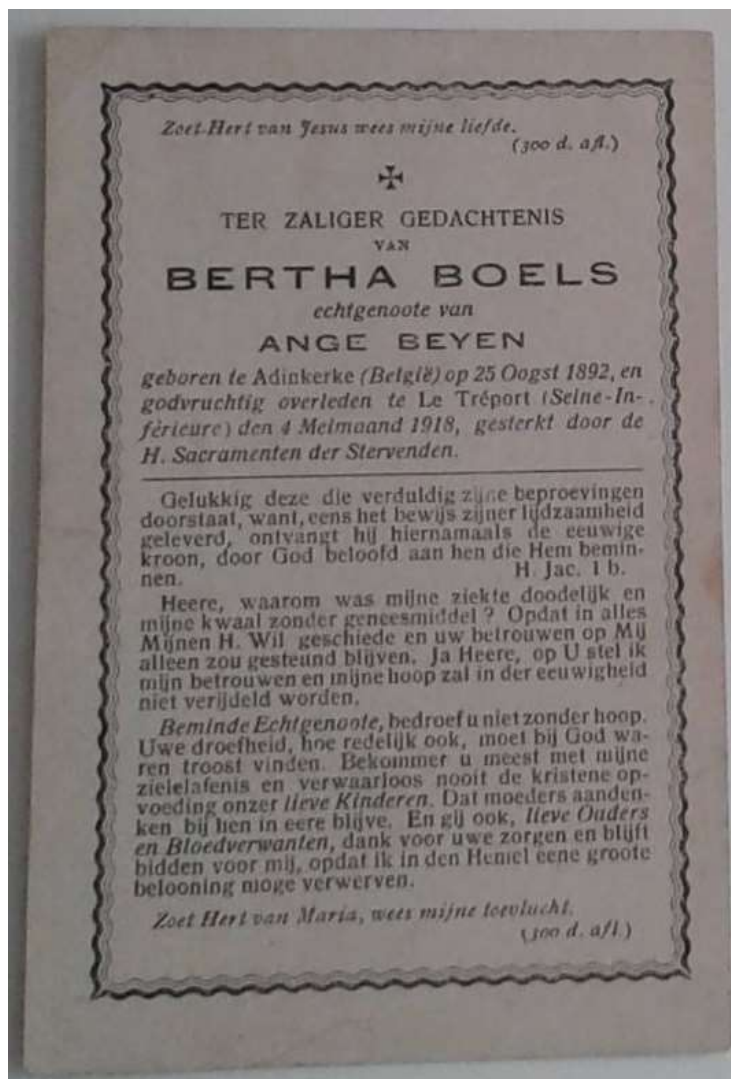 Zoet Hert van Jesus wees mijne liefde.
(300 d. afl.)
TER ZALIGER GEDACHTENIS
VAN
BERTHA BOELS
echtgenoote van
ANGE BEYEN
geboren te Adinkerke (België) op 25 Oogst 1892, en
godvruchtig overleden te Le Tréport (Seine-In-
férieure) den 4 Meimaand 1918, gesterkt door de
H. Sacramenten der Stervenden.
Gelukkig deze die verduldig zijne beproevingen
doorstaat, want, eens het bewijs zijner lijdzaamheid
geleverd, ontvangt hij hiernamaals de eeuwige
kroon, door God beloofd aan hen die Hem bemin-
nen. H. Jac. 1 b.
Heere, waarom was mijne ziekte doodelijk en
mijne kwaal zonder geneesmiddel ? Opdat in alles
Mijnen H. Wil geschiede en uw betrouwen op Mij
alleen zou gesteund blijven. Ja Heere, op U stel ik
mijn betrouwen en mijne hoop zal in der eeuwigheid
niet verijdeld worden.
Beminde Echtgenoote, bedroef u niet zonder hoop.
Uwe droefheid, hoe redelijk ook, moet bij God wa-
ren troost vinden. Bekommer u meest met mijne
zielelafenis en verwaarloos nooit de kristene op-
voeding onzer lieve Kinderen. Dat moeders aanden-
ken bij hen in eere blijve. En gij ook, lieve Ouders
en Bloedverwanten, dank voor uwe zorgen en blijft
bidden voor mij, opdat ik in den Hemel eene groote
belooning moge verwerven.
Zoet Hert van Maria, wees mijne toevlucht.
(300 d. afl.)